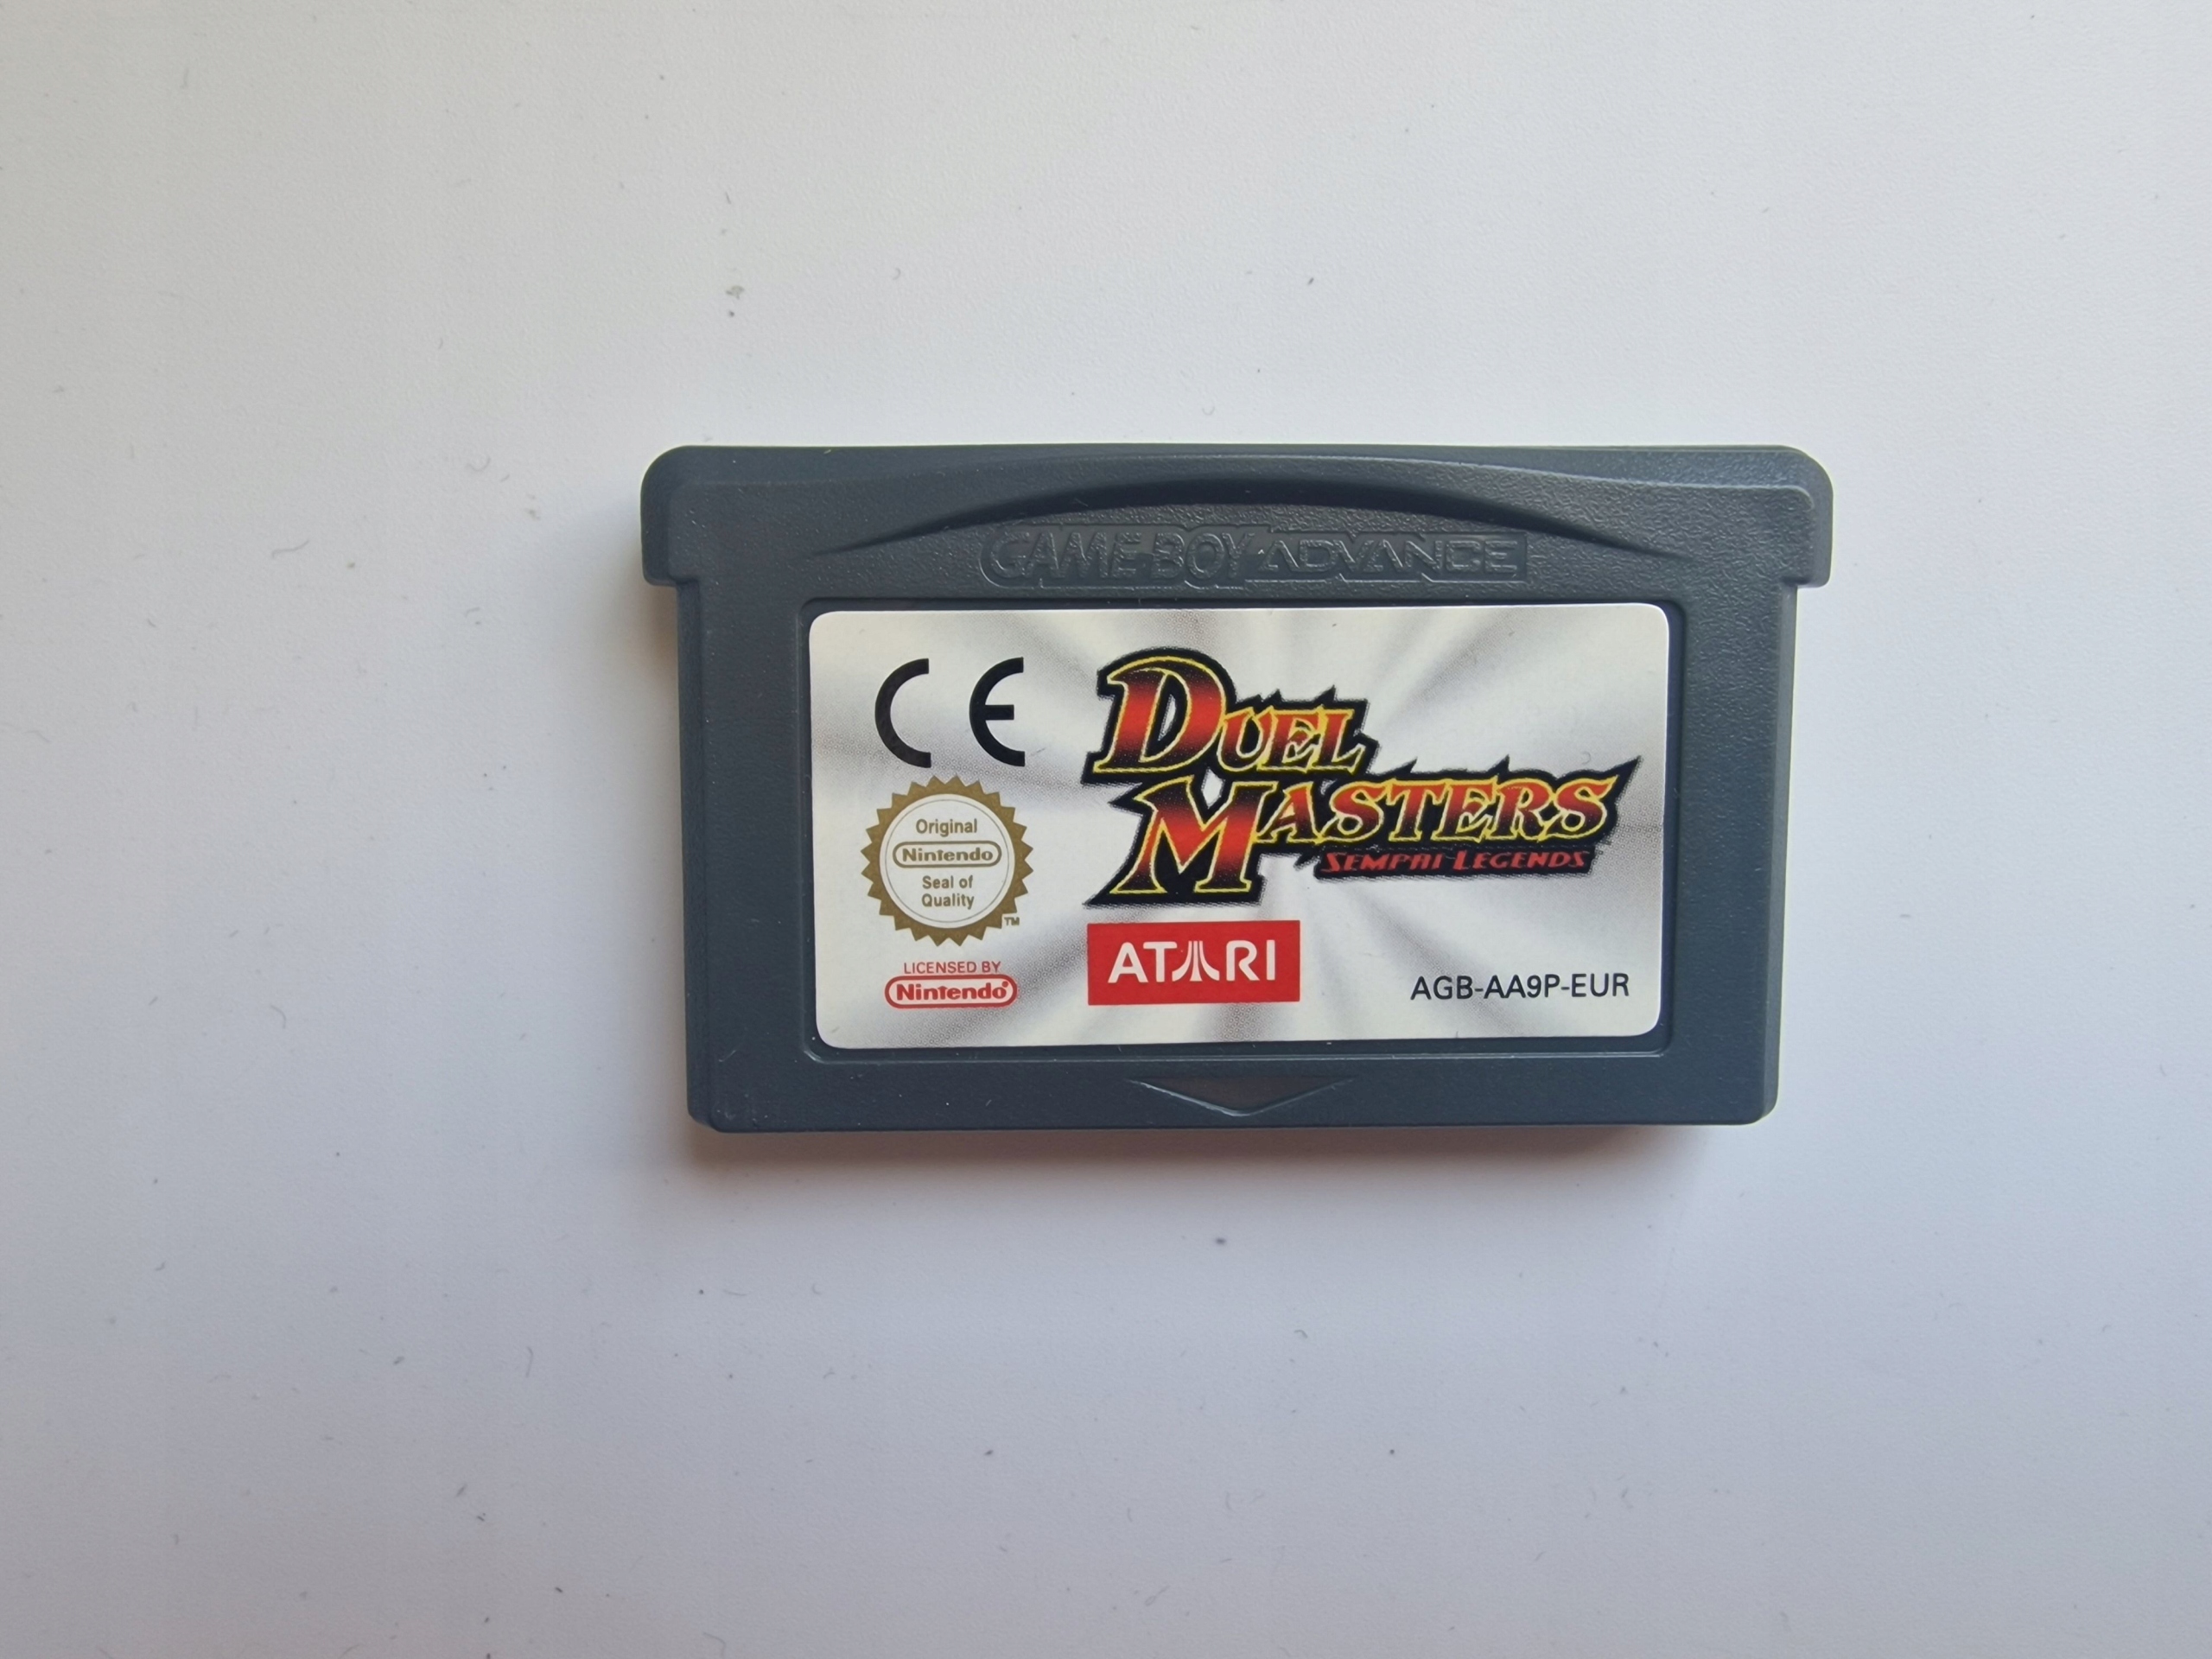 GAME BOY ADVANCE
CE
DUEL
MASTERS
SEMPAI LEGENDS
Original
Nintendo
Seal of
Quality
TM
LICENSED BY
Nintendo®
ATARI
AGB-AA9P-EUR